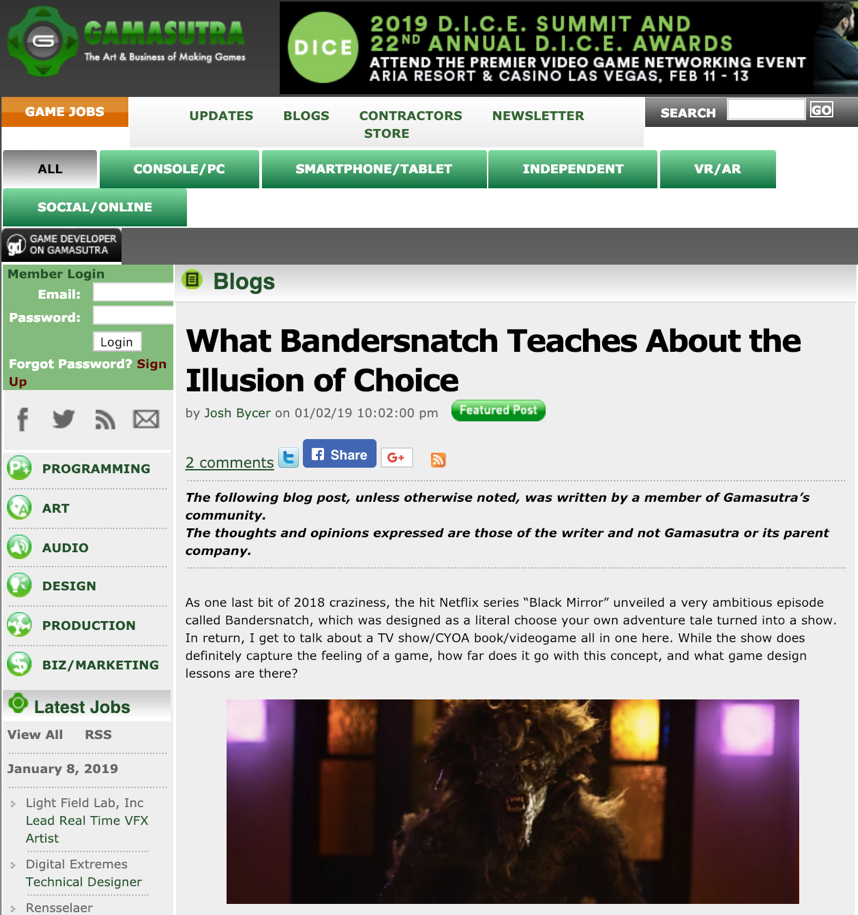 GAMASUTRA
The Art & Business of Making Games
DICE
2019 D.I.C.E. SUMMIT AND
22ND ANNUAL D.I.C.E. AWARDS
ATTEND THE PREMIER VIDEO GAME NETWORKING EVENT
ARIA RESORT & CASINO LAS VEGAS, FEB 11 - 13
GAME JOBS
UPDATES BLOGS CONTRACTORS NEWSLETTER
STORE
SEARCH GO
ALL CONSOLE/PC SMARTPHONE/TABLET INDEPENDENT VR/AR
SOCIAL/ONLINE
gd GAME DEVELOPER
ON GAMASUTRA
Member Login
Email:
Password:
Login
Forgot Password? Sign
Up
PROGRAMMING
ART
AUDIO
DESIGN
PRODUCTION
BIZ/MARKETING
Latest Jobs
View All RSS
January 8, 2019
Light Field Lab, Inc
Lead Real Time VFX
Artist
Digital Extremes
Technical Designer
Rensselaer
Blogs
What Bandersnatch Teaches About the
Illusion of Choice
by Josh Bycer on 01/02/19 10:02:00 pm Featured Post
2 comments Share G+
The following blog post, unless otherwise noted, was written by a member of Gamasutra’s
community.
The thoughts and opinions expressed are those of the writer and not Gamasutra or its parent
company.
As one last bit of 2018 craziness, the hit Netflix series “Black Mirror” unveiled a very ambitious episode
called Bandersnatch, which was designed as a literal choose your own adventure tale turned into a show.
In return, I get to talk about a TV show/CYOA book/videogame all in one here. While the show does
definitely capture the feeling of a game, how far does it go with this concept, and what game design
lessons are there?